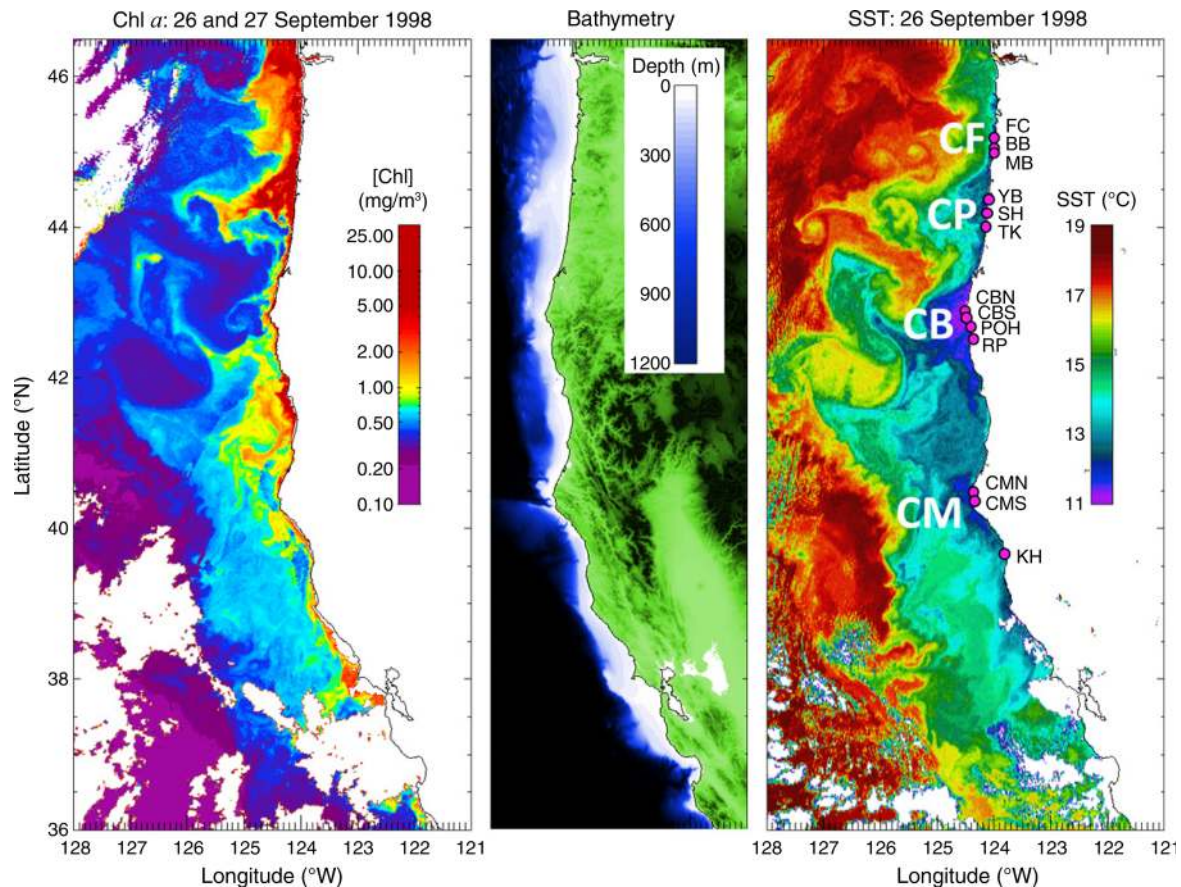 Chl a: 26 and 27 September 1998
Bathymetry
SST: 26 September 1998
Latitude (°N)
46
44
42
40
38
36
[Chl]
(mg/m³)
25.00
10.00
5.00
2.00
1.00
0.50
0.20
0.10
128 127 126 125 124 123 122 121
Longitude (°W)
Depth (m)
0
300
600
900
1200
CF
CP
CB
CM
FC
BB
MB
YB
SH
TK
CBN
CBS
POH
RP
CMN
CMS
KH
SST (°C)
19
17
15
13
11
128 127 126 125 124 123 122 121
Longitude (°W)